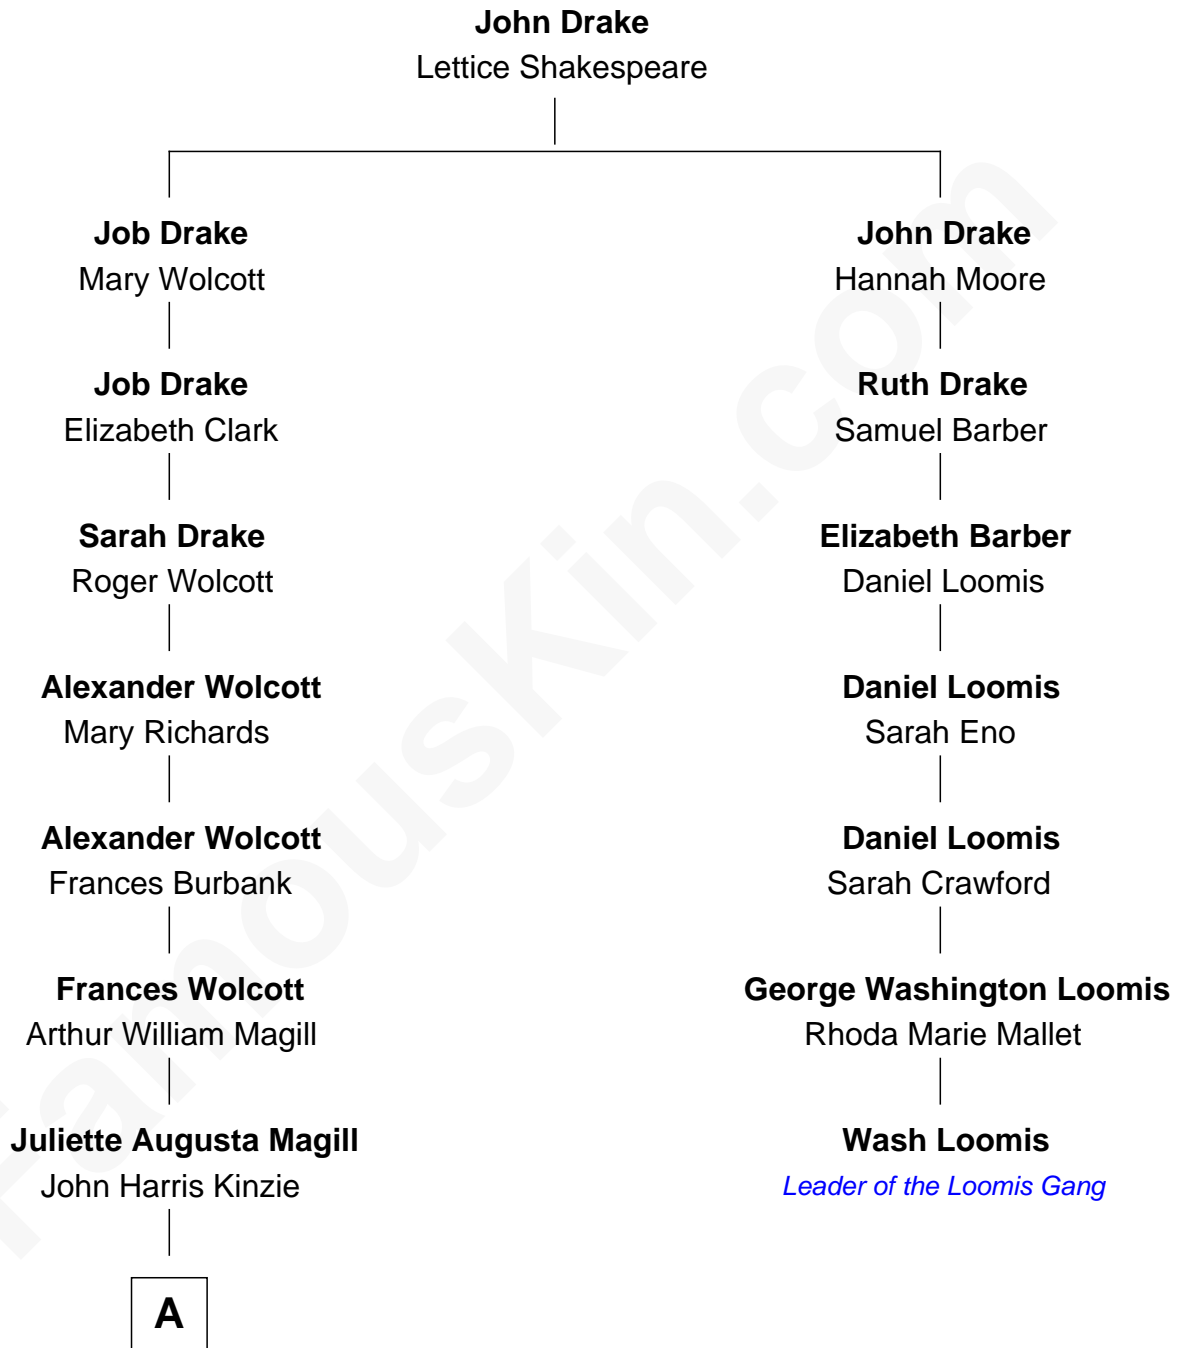 John Drake
Lettice Shakespeare
Job Drake
Mary Wolcott
John Drake
Hannah Moore
Job Drake
Elizabeth Clark
Ruth Drake
Samuel Barber
Sarah Drake
Roger Wolcott
Elizabeth Barber
Daniel Loomis
Alexander Wolcott
Mary Richards
Daniel Loomis
Sarah Eno
Alexander Wolcott
Frances Burbank
Daniel Loomis
Sarah Crawford
Frances Wolcott
Arthur William Magill
George Washington Loomis
Rhoda Marie Mallet
Juliette Augusta Magill
John Harris Kinzie
Wash Loomis
Leader of the Loomis Gang
A
FamousKin.com